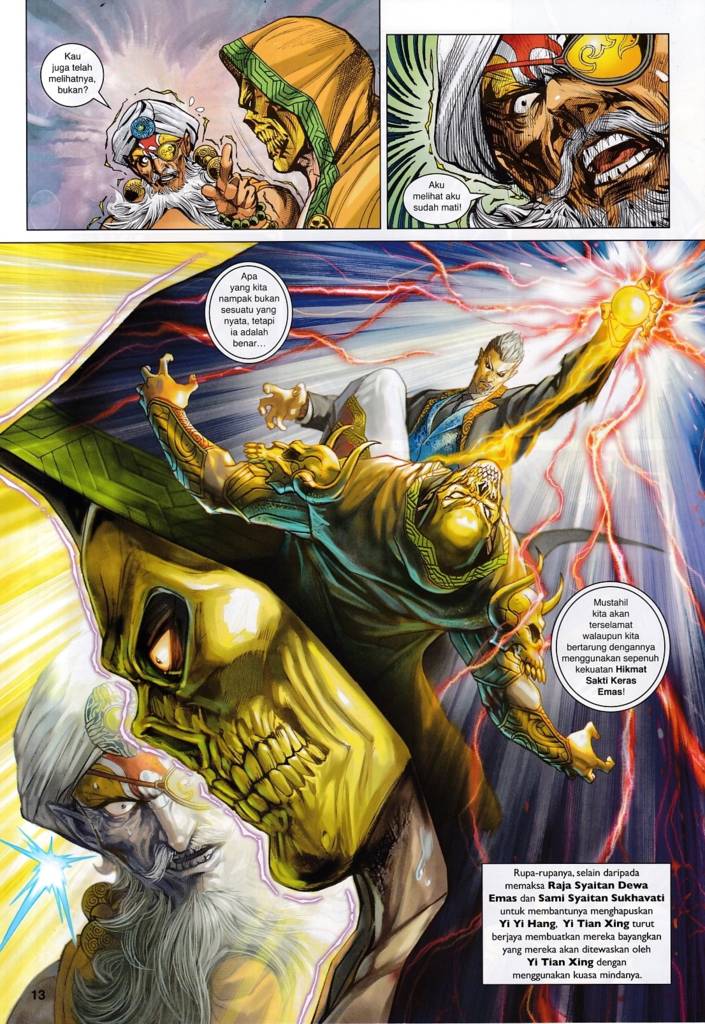 Kau
juga telah
melihatnya,
bukan?
Aku
melihat aku
sudah mati!
Apa
yang kita
nampak bukan
sesuatu yang
nyata, tetapi
ia adalah
benar...
Mustahil
kita akan
terselamat
walaupun kita
bertarung dengannya
menggunakan sepenuh
kekuatan Hikmat
Sakti Keras
Emas!
Rupa-rupanya, selain daripada
memaksa Raja Syaitan Dewa
Emas dan Sami Syaitan Sukhavati
untuk membantunya menghapuskan
Yi Yi Hang, Yi Tian Xing turut
berjaya membuatkan mereka bayangkan
yang mereka akan ditewaskan oleh
Yi Tian Xing dengan
menggunakan kuasa mindanya.
13